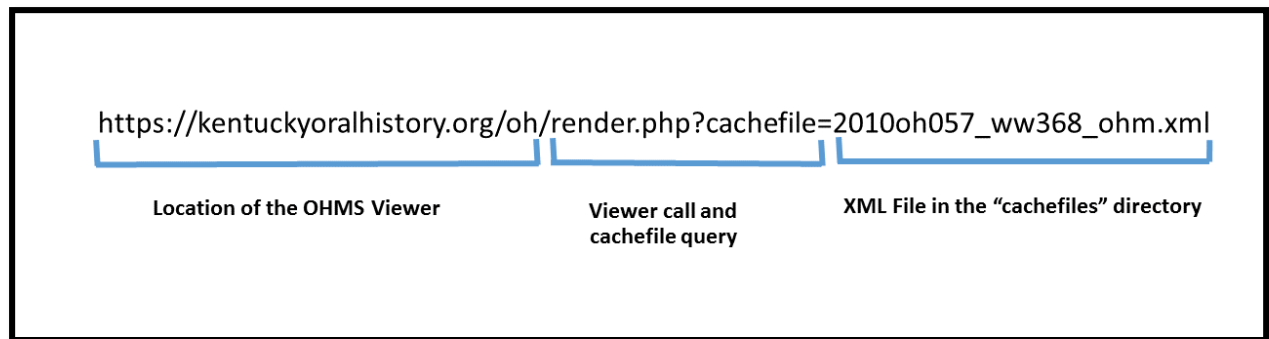 https://kentuckyoralhistory.org/oh/render.php?cachefile=2010oh057_ww368_ohm.xml
Location of the OHMS Viewer
Viewer call and
cachefile query
XML File in the “cachefiles” directory